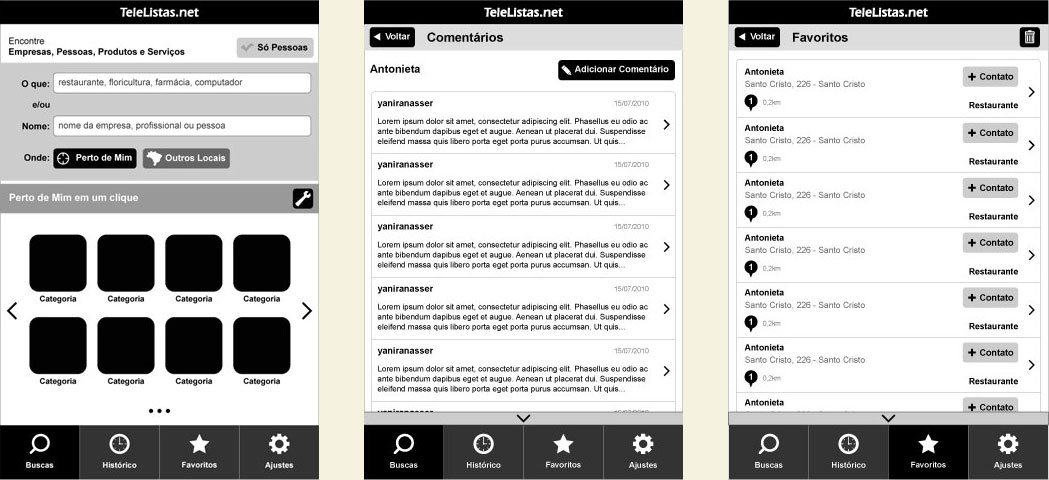 TeleListas.net
Encontre
Empresas, Pessoas, Produtos e Serviços
Só Pessoas
O que: restaurante, floricultura, farmácia, computador
e/ou
Nome: nome da empresa, profissional ou pessoa
Onde: Perto de Mim Outros Locais
Perto de Mim em um clique
Categoria Categoria Categoria Categoria
Categoria Categoria Categoria Categoria
Buscas Histórico Favoritos Ajustes
TeleListas.net
Voltar Comentários
Antonieta Adicionar Comentário
yaniranasser 15/07/2010
Lorem ipsum dolor sit amet, consectetur adipiscing elit. Phasellus eu odio ac
ante bibendum dapibus eget et augue. Aenean ut placerat dui. Suspendisse
eleifend massa quis libero porta eget porta purus accumsan. Ut quis...
yaniranasser 15/07/2010
Lorem ipsum dolor sit amet, consectetur adipiscing elit. Phasellus eu odio ac
ante bibendum dapibus eget et augue. Aenean ut placerat dui. Suspendisse
eleifend massa quis libero porta eget porta purus accumsan. Ut quis...
yaniranasser 15/07/2010
Lorem ipsum dolor sit amet, consectetur adipiscing elit. Phasellus eu odio ac
ante bibendum dapibus eget et augue. Aenean ut placerat dui. Suspendisse
eleifend massa quis libero porta eget porta purus accumsan. Ut quis...
yaniranasser 15/07/2010
Lorem ipsum dolor sit amet, consectetur adipiscing elit. Phasellus eu odio ac
ante bibendum dapibus eget et augue. Aenean ut placerat dui. Suspendisse
eleifend massa quis libero porta eget porta purus accumsan. Ut quis...
yaniranasser 15/07/2010
Lorem ipsum dolor sit amet, consectetur adipiscing elit. Phasellus eu odio ac
ante bibendum dapibus eget et augue. Aenean ut placerat dui. Suspendisse
eleifend massa quis libero porta eget porta purus accumsan. Ut quis...
Buscas Histórico Favoritos Ajustes
TeleListas.net
Voltar Favoritos
Antonieta + Contato
Santo Cristo, 226 - Santo Cristo
1 0,2km Restaurante
Antonieta + Contato
Santo Cristo, 226 - Santo Cristo
1 0,2km Restaurante
Antonieta + Contato
Santo Cristo, 226 - Santo Cristo
1 0,2km Restaurante
Antonieta + Contato
Santo Cristo, 226 - Santo Cristo
1 0,2km Restaurante
Antonieta + Contato
Santo Cristo, 226 - Santo Cristo
1 0,2km Restaurante
Antonieta + Contato
Santo Cristo, 226 - Santo Cristo
1 0,2km Restaurante
Antonieta + Contato
Buscas Histórico Favoritos Ajustes